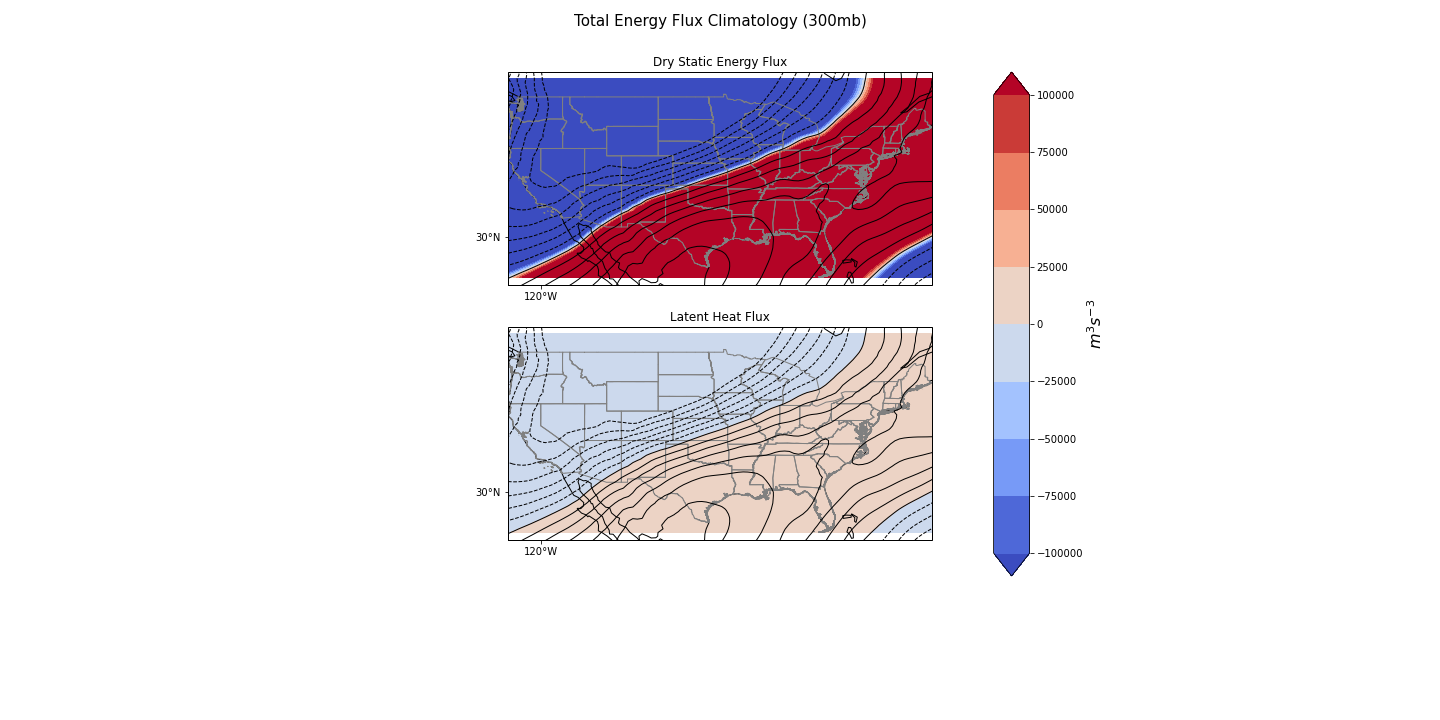 Total Energy Flux Climatology (300mb)
Dry Static Energy Flux
30°N
120°W
Latent Heat Flux
30°N
120°W
100000
75000
50000
25000
0
−25000
−50000
−75000
−100000
m³s⁻³